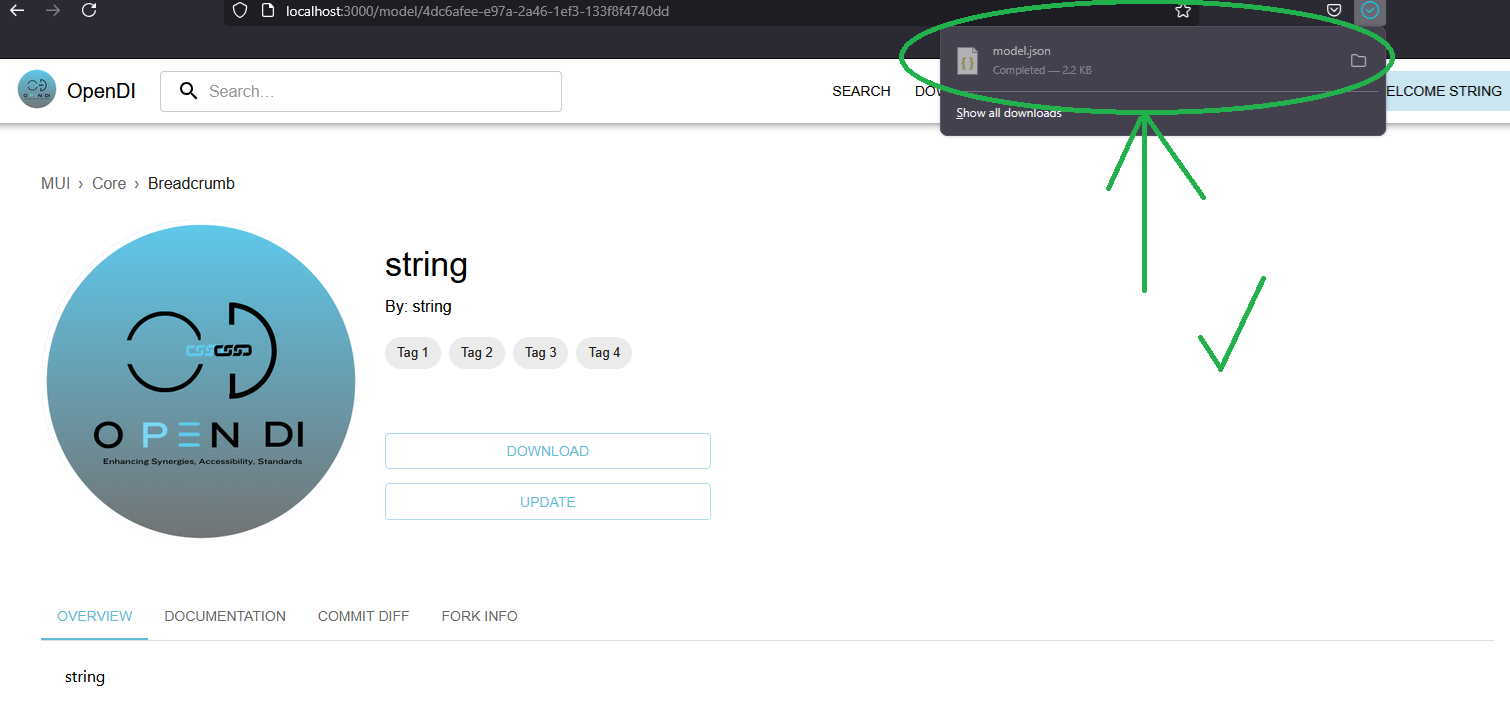 localhost:3000/model/4dc6afee-e97a-2a46-1ef3-133f8f4740dd
model.json
Completed — 2.2 KB
Show all downloads
OpenDI
Search…
SEARCH
ELCOME STRING
MUI › Core › Breadcrumb
string
By: string
Tag 1 Tag 2 Tag 3 Tag 4
OPEN DI
Enhancing Synergies, Accessibility, Standards
DOWNLOAD
UPDATE
OVERVIEW DOCUMENTATION COMMIT DIFF FORK INFO
string